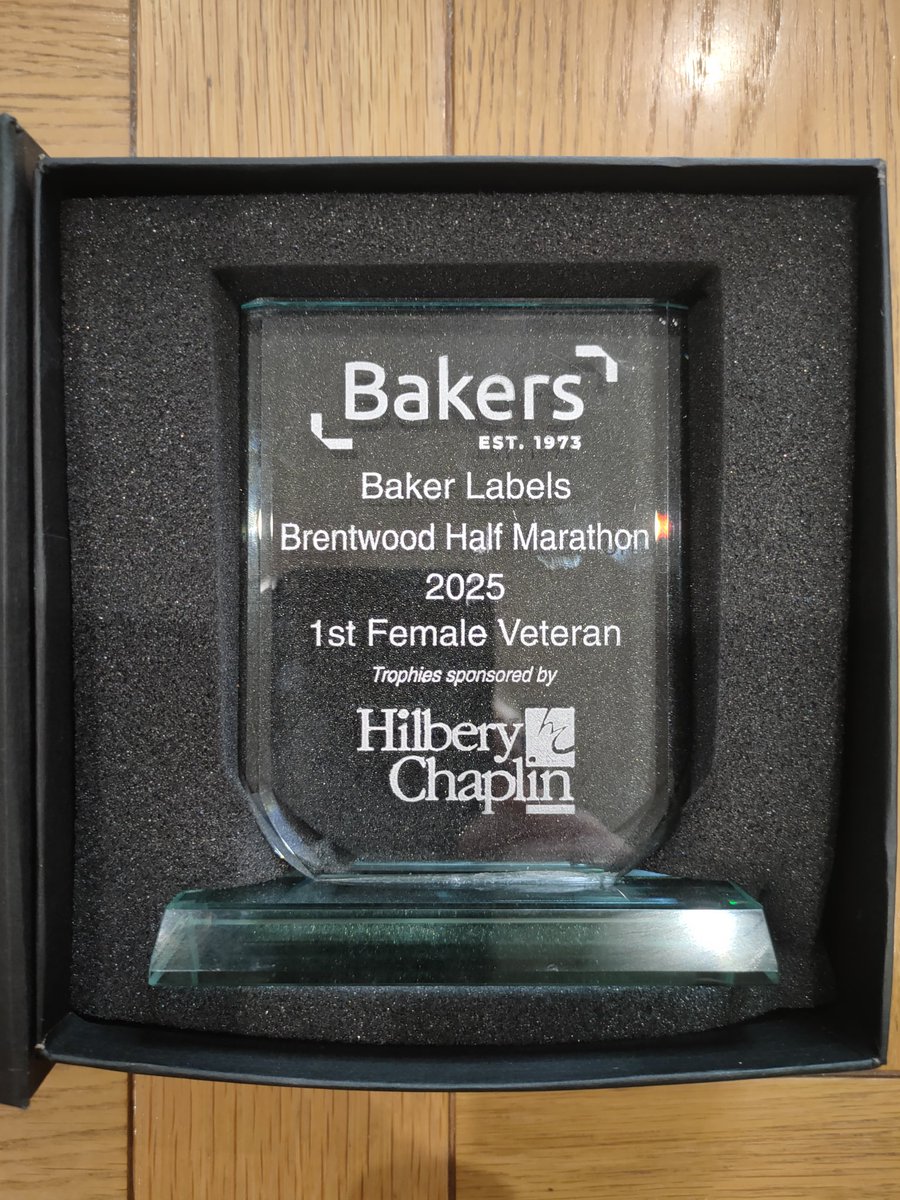 Bakers
EST. 1973
Baker Labels
Brentwood Half Marathon
2025
1st Female Veteran
Trophies sponsored by
Hilbery
Chaplin